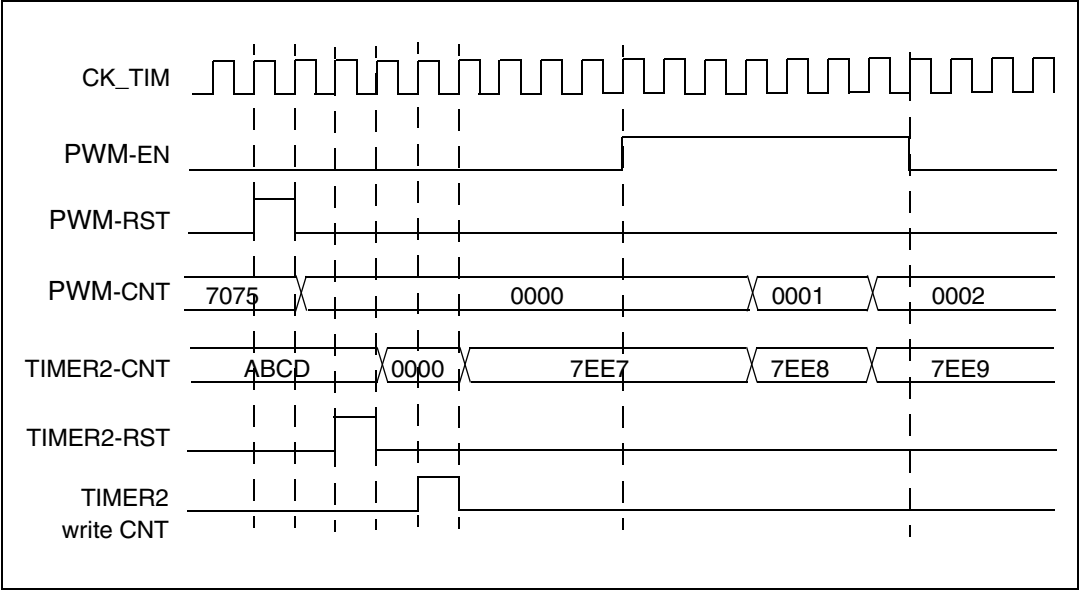 CK_TIM
PWM-EN
PWM-RST
PWM-CNT 7075 0000 0001 0002
TIMER2-CNT ABCD 0000 7EE7 7EE8 7EE9
TIMER2-RST
TIMER2
write CNT